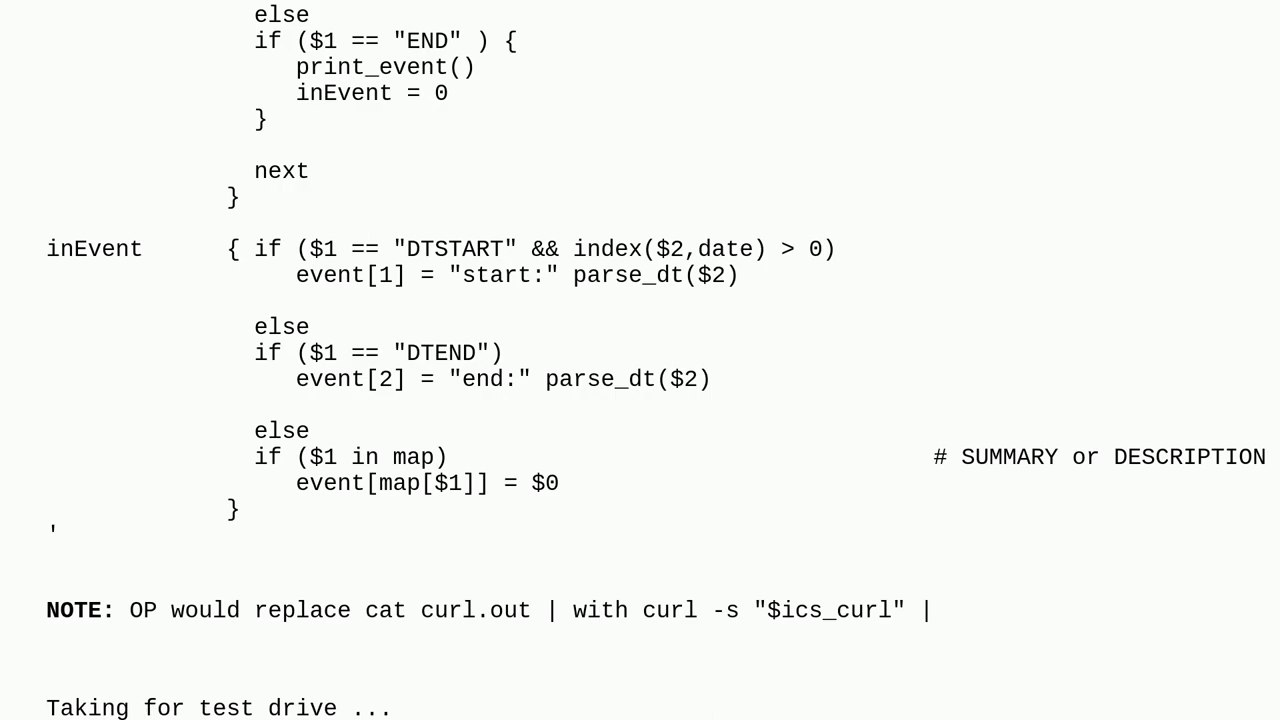 else
if ($1 == "END" ) {
print_event()
inEvent = 0
}
next
}
inEvent { if ($1 == "DTSTART" && index($2,date) > 0)
event[1] = "start:" parse_dt($2)
else
if ($1 == "DTEND")
event[2] = "end:" parse_dt($2)
else
if ($1 in map) # SUMMARY or DESCRIPTION
event[map[$1]] = $0
}
'
NOTE: OP would replace cat curl.out | with curl -s "$ics_curl" |
Taking for test drive ...